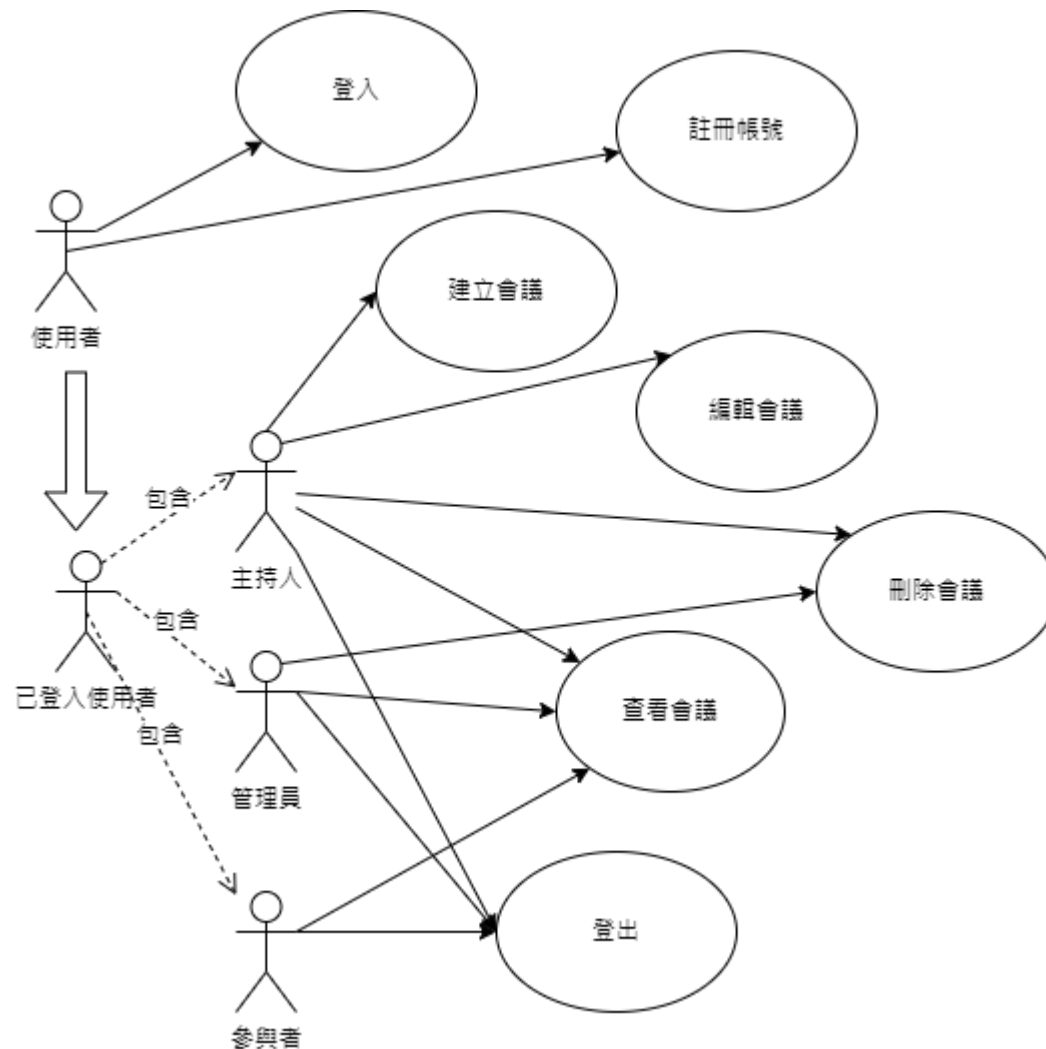 登入
註冊帳號
使用者
建立會議
編輯會議
包含
主持人
刪除會議
包含
已登入使用者
包含
查看會議
管理員
登出
參與者